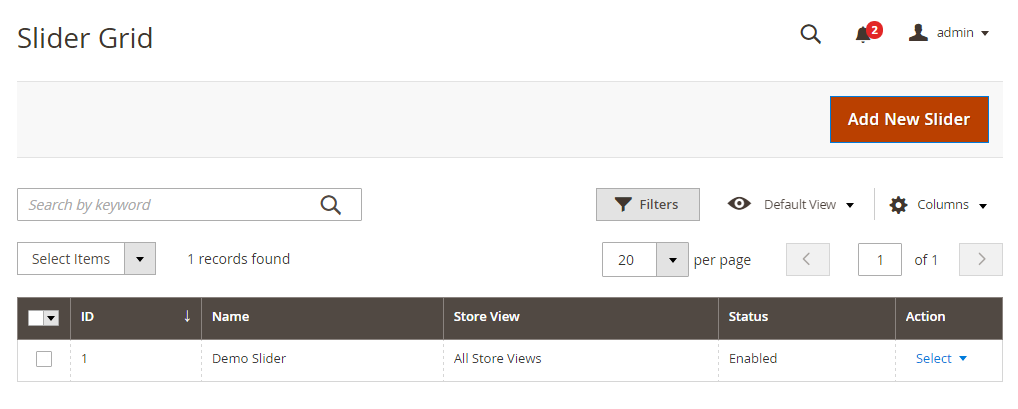 Slider Grid
2
admin
Add New Slider
Search by keyword
Filters
Default View
Columns
Select Items
1 records found
20
per page
1
of 1
ID
Name
Store View
Status
Action
1
Demo Slider
All Store Views
Enabled
Select